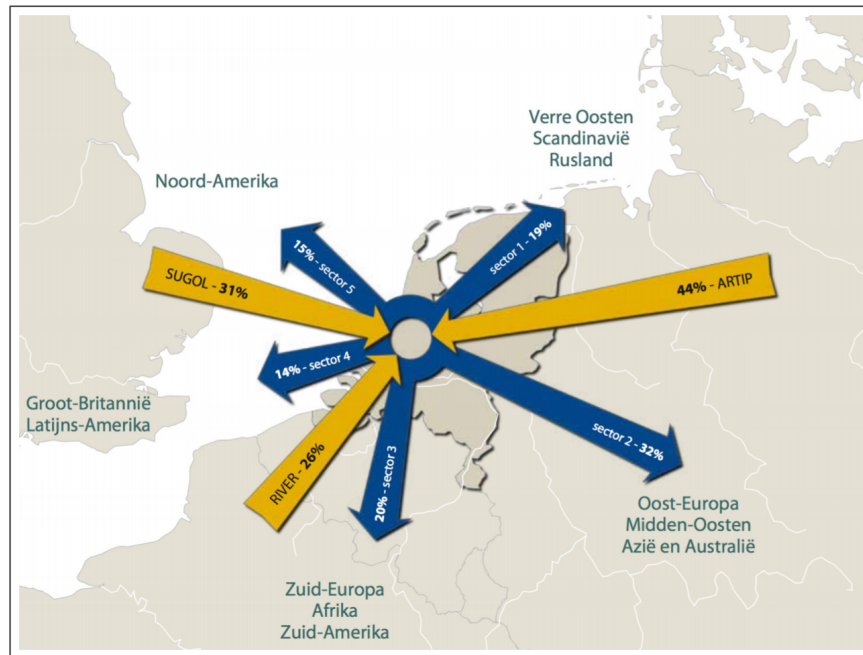 Verre Oosten
Scandinavië
Rusland
Noord-Amerika
15% - sector 5
sector 1 - 19%
SUGOL - 31%
44% - ARTIP
14% - sector 4
Groot-Britannië
Latijns-Amerika
RIVER - 26%
20% - sector 3
sector 2 - 32%
Oost-Europa
Midden-Oosten
Azië en Australië
Zuid-Europa
Afrika
Zuid-Amerika